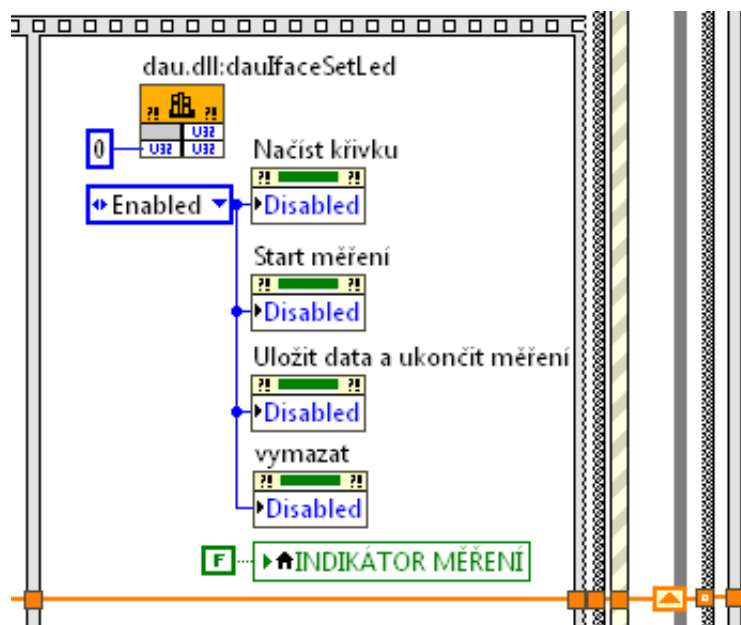 dau.dll:dauIfaceSetLed
?! ?!
U32
0 U32 U32
Načíst křivku
?! ?!
Enabled Disabled
Start měření
?! ?!
Disabled
Uložit data a ukončit měření
?! ?!
Disabled
vymazat
?! ?!
Disabled
F INDIKÁTOR MĚŘENÍ